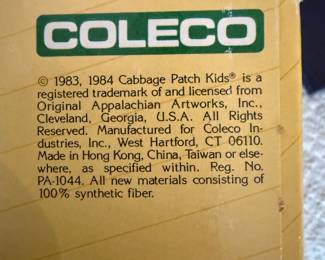 COLECO
© 1983, 1984 Cabbage Patch Kids® is a
registered trademark of and licensed from
Original Appalachian Artworks, Inc.,
Cleveland, Georgia, U.S.A. All Rights
Reserved. Manufactured for Coleco In-
dustries, Inc., West Hartford, CT 06110.
Made in Hong Kong, China, Taiwan or else-
where, as specified within. Reg. No.
PA-1044. All new materials consisting of
100% synthetic fiber.